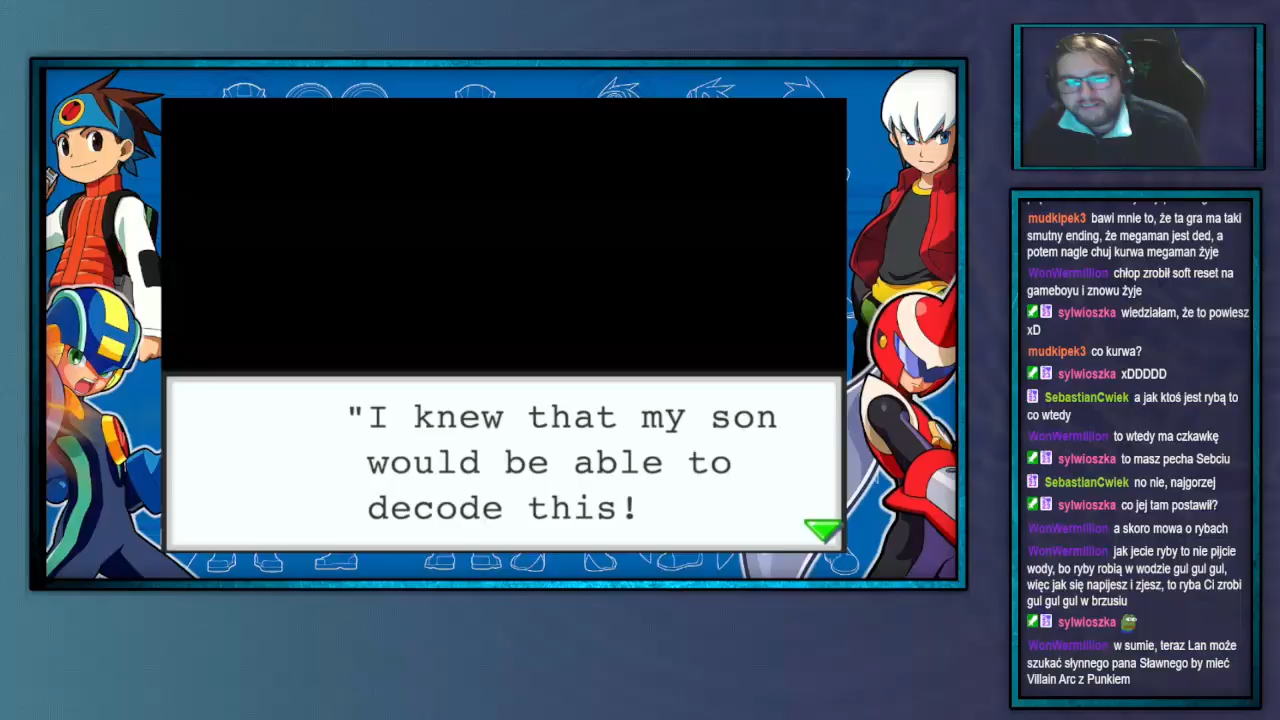 "I knew that my son
would be able to
decode this!
mudkipek3 bawi mnie to, że ta gra ma taki
smutny ending, że megaman jest ded, a
potem nagle chuj kurwa megaman żyje
WonWermillion chłop zrobił soft reset na
gameboyu i znowu żyje
sylwioszka wiedziałam, że to powiesz
xD
mudkipek3 co kurwa?
sylwioszka xDDDDD
SebastianCwiek a jak ktoś jest rybą to
co wtedy
WonWermillion to wtedy ma czkawkę
sylwioszka to masz pecha Sebciu
SebastianCwiek no nie, najgorzej
sylwioszka co jej tam postawił?
WonWermillion a skoro mowa o rybach
WonWermillion jak jecie ryby to nie pijcie
wody, bo ryby robią w wodzie gul gul gul,
więc jak się napijesz i zjesz, to ryba Ci zrobi
gul gul gul w brzusiu
sylwioszka
WonWermillion w sumie, teraz Lan może
szukać słynnego pana Sławnego by mieć
Villain Arc z Punkiem